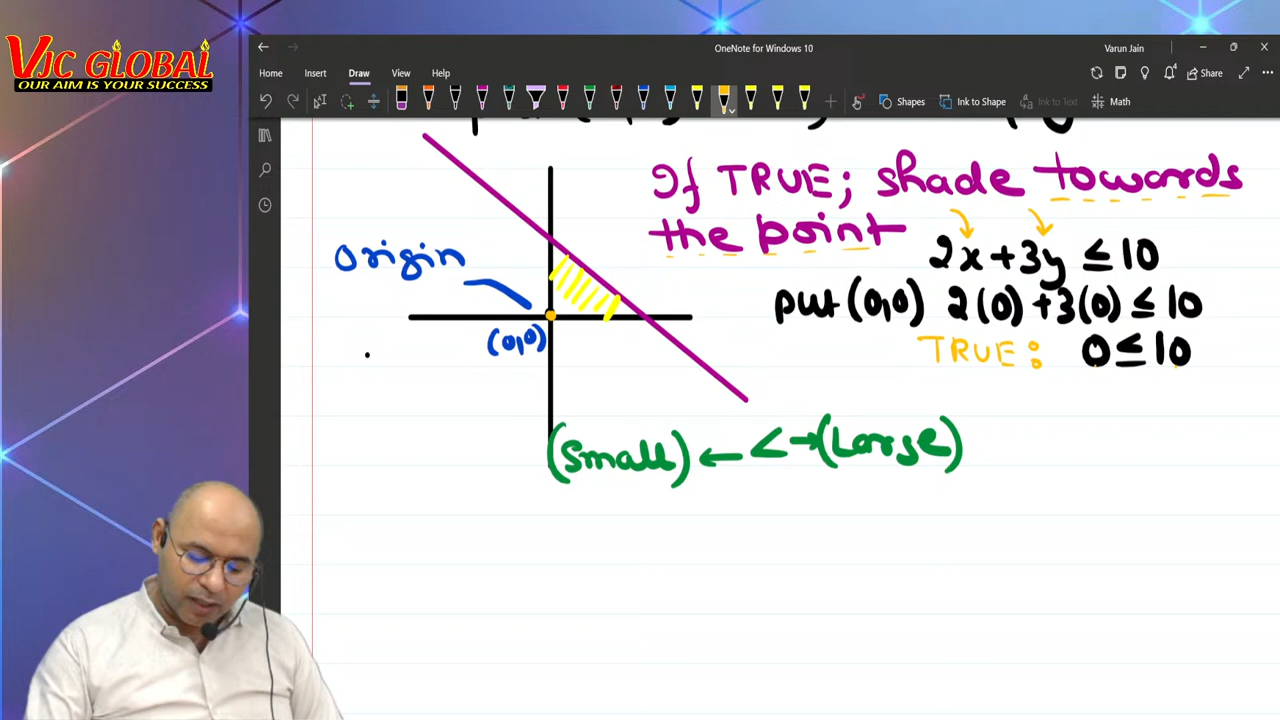 VJC GLOBAL
OUR AIM IS YOUR SUCCESS
OneNote for Windows 10
Varun Jain
Home Insert Draw View Help
Share
Shapes Ink to Shape Ink to Text Math
If TRUE; shade towards
the point
2x+3y ≤10
put (0,0) 2(0)+3(0) ≤ 10
TRUE: 0≤10
origin
(0,0)
(Small) ← < → (Large)